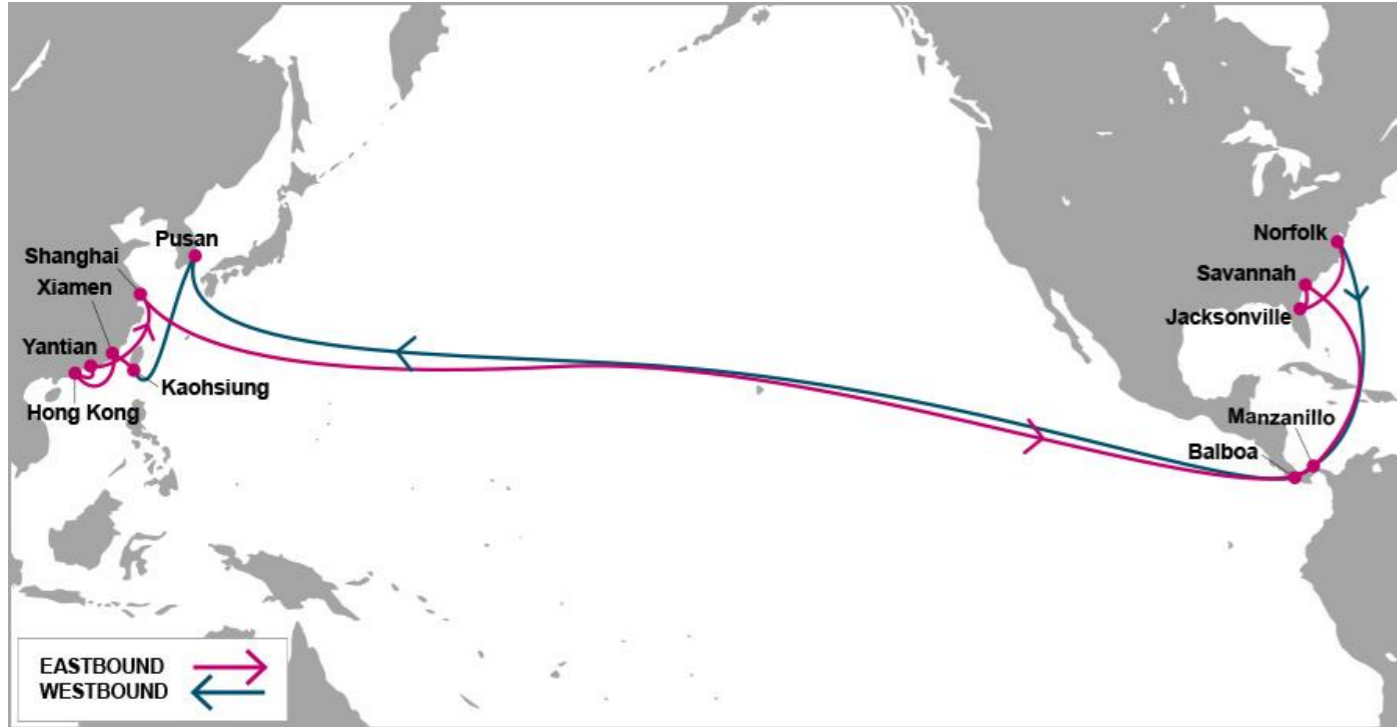 Pusan
Shanghai
Xiamen
Yantian
Kaohsiung
Hong Kong
Norfolk
Savannah
Jacksonville
Manzanillo
Balboa
EASTBOUND
WESTBOUND